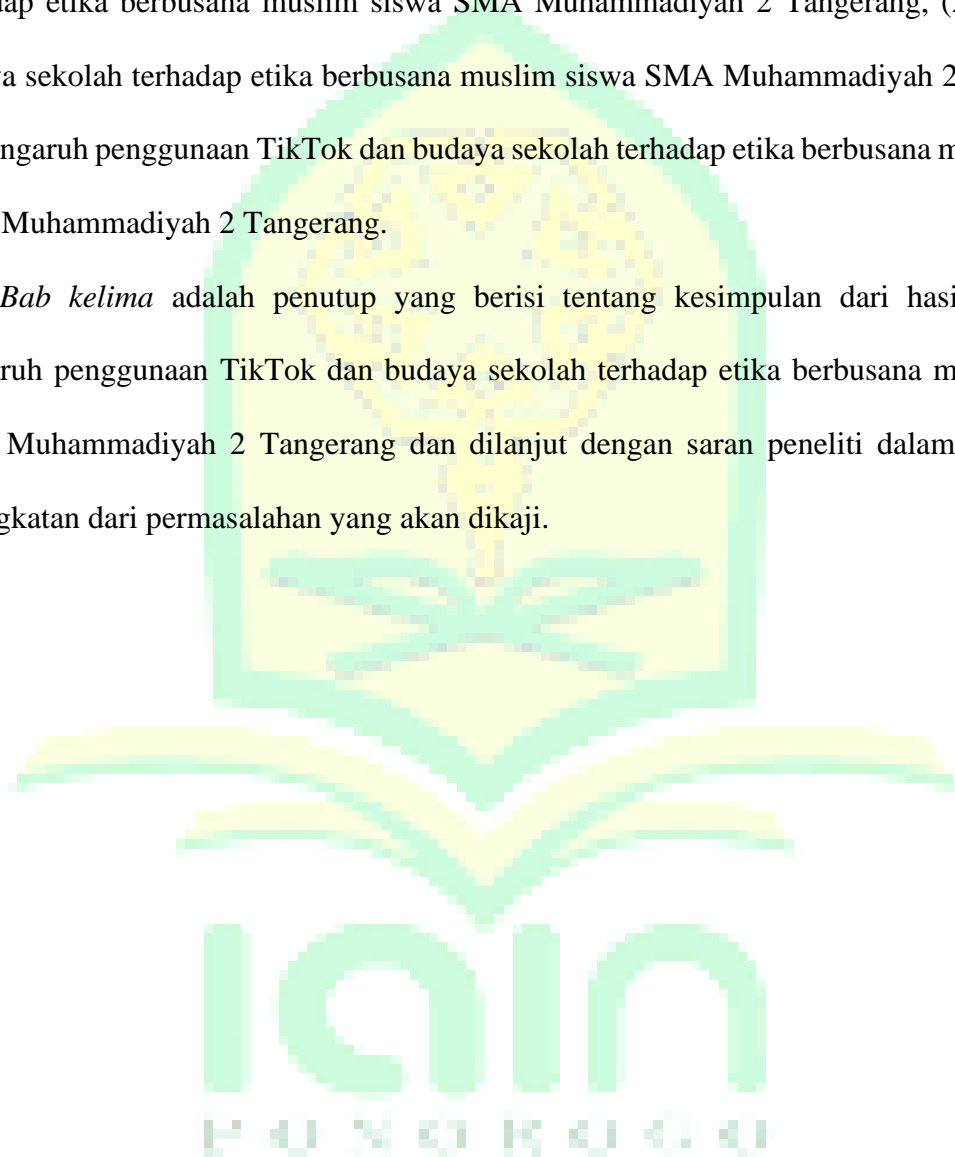 dap etika berbusana muslim siswa SMA Muhammadiyah 2 Tangerang, (
ya sekolah terhadap etika berbusana muslim siswa SMA Muhammadiyah 2
ngaruh penggunaan TikTok dan budaya sekolah terhadap etika berbusana m
Muhammadiyah 2 Tangerang.
Bab kelima adalah penutup yang berisi tentang kesimpulan dari hasi
ruh penggunaan TikTok dan budaya sekolah terhadap etika berbusana m
Muhammadiyah 2 Tangerang dan dilanjut dengan saran peneliti dalam
gkatan dari permasalahan yang akan dikaji.
iain
PONOROGO